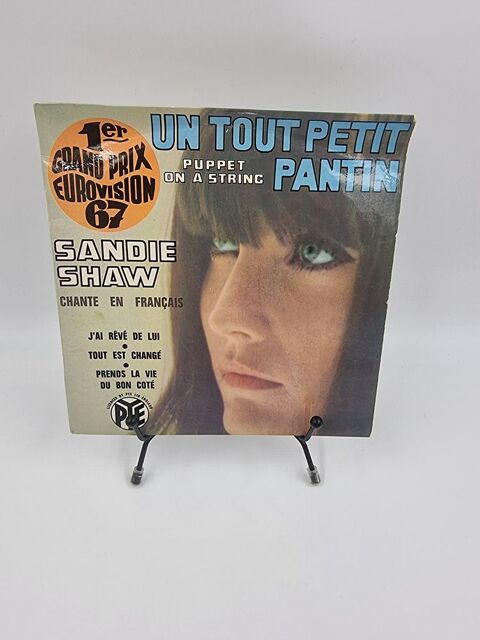 1er
GRAND PRIX
EUROVISION
67
UN TOUT PETIT
PUPPET
ON A STRING
PANTIN
SANDIE
SHAW
CHANTE EN FRANÇAIS
J'AI RÊVÉ DE LUI
TOUT EST CHANGÉ
PRENDS LA VIE
DU BON COTÉ
PYE